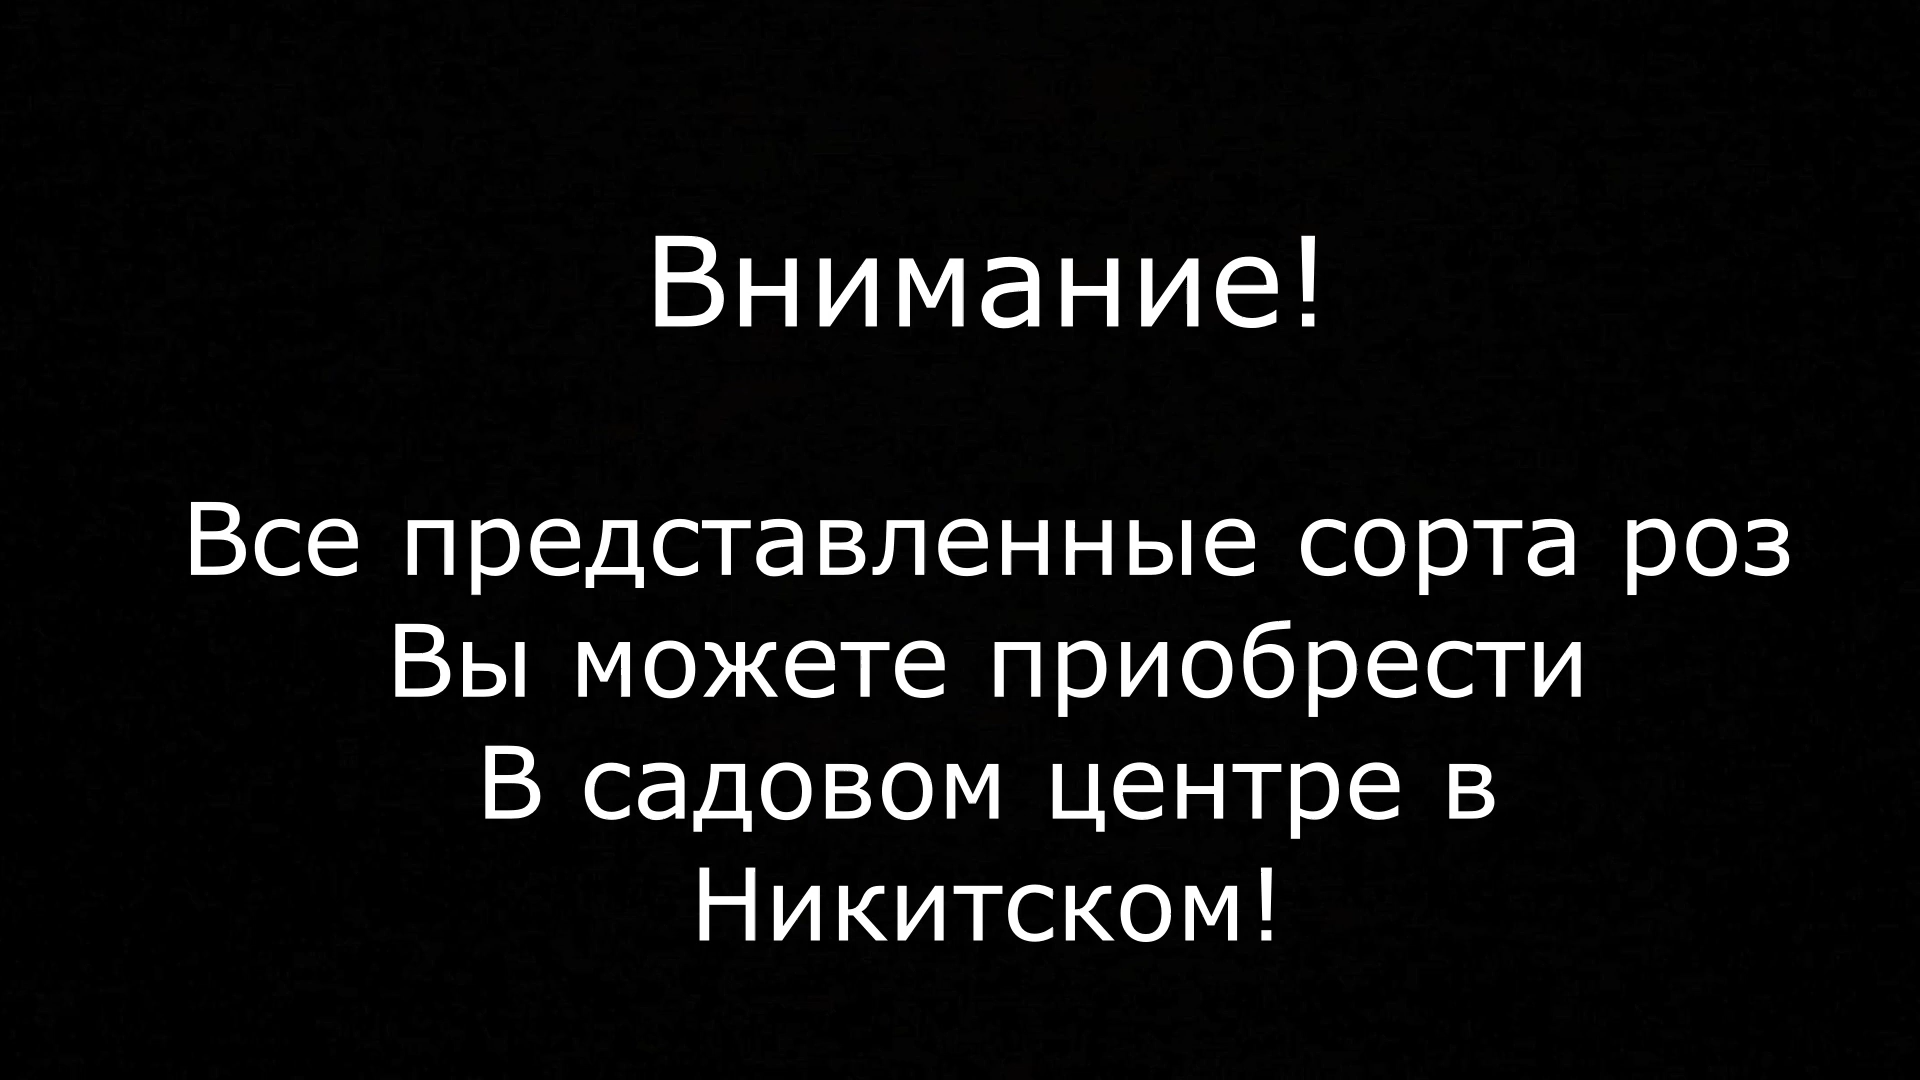 Внимание!
Все представленные сорта роз
Вы можете приобрести
В садовом центре в
Никитском!